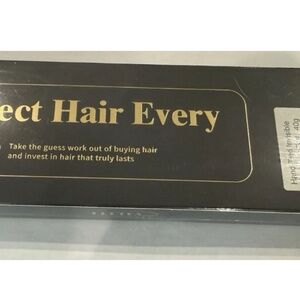 ect Hair Every
Take the guess work out of buying hair
and invest in hair that truly lasts